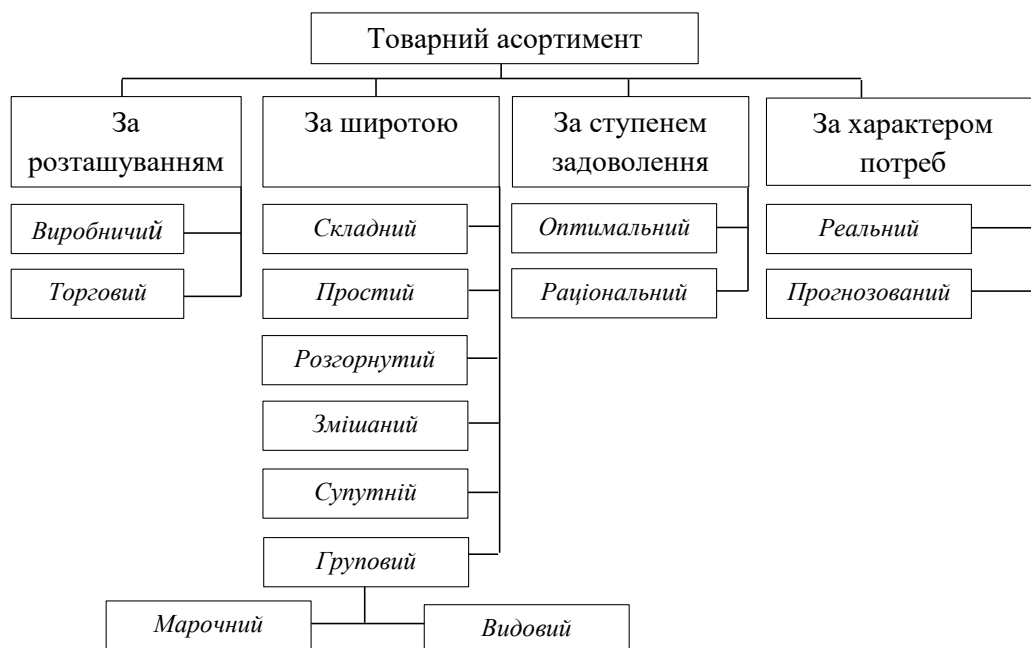 Товарний асортимент
За
розташуванням
За широтою
За ступенем
задоволення
За характером
потреб
Виробничий
Складний
Оптимальний
Реальний
Торговий
Простий
Раціональний
Прогнозований
Розгорнутий
Змішаний
Супутній
Груповий
Марочний
Видовий